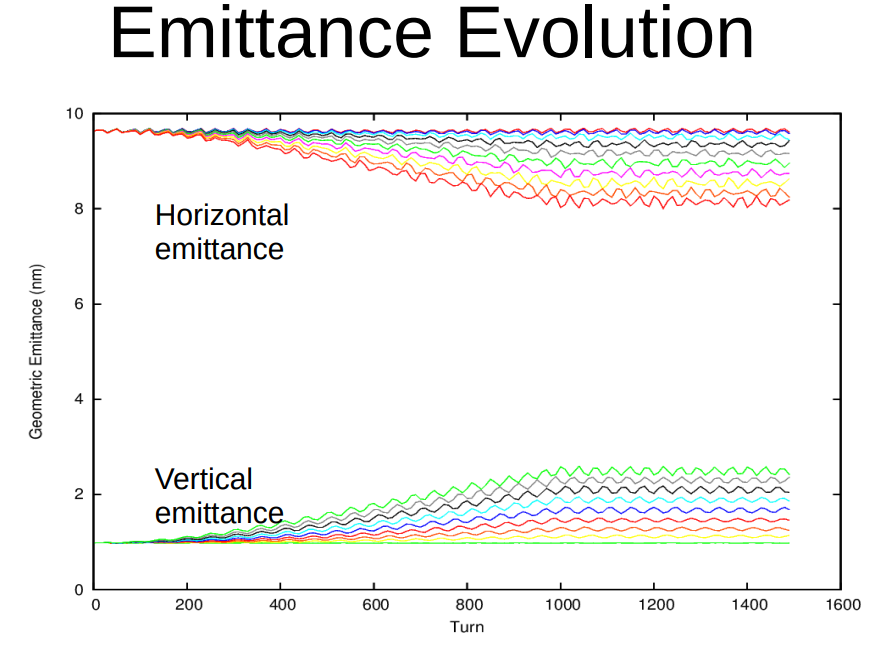 Emittance Evolution
10
8
6
4
2
0
Geometric Emittance (nm)
Horizontal
emittance
Vertical
emittance
0 200 400 600 800 1000 1200 1400 1600
Turn